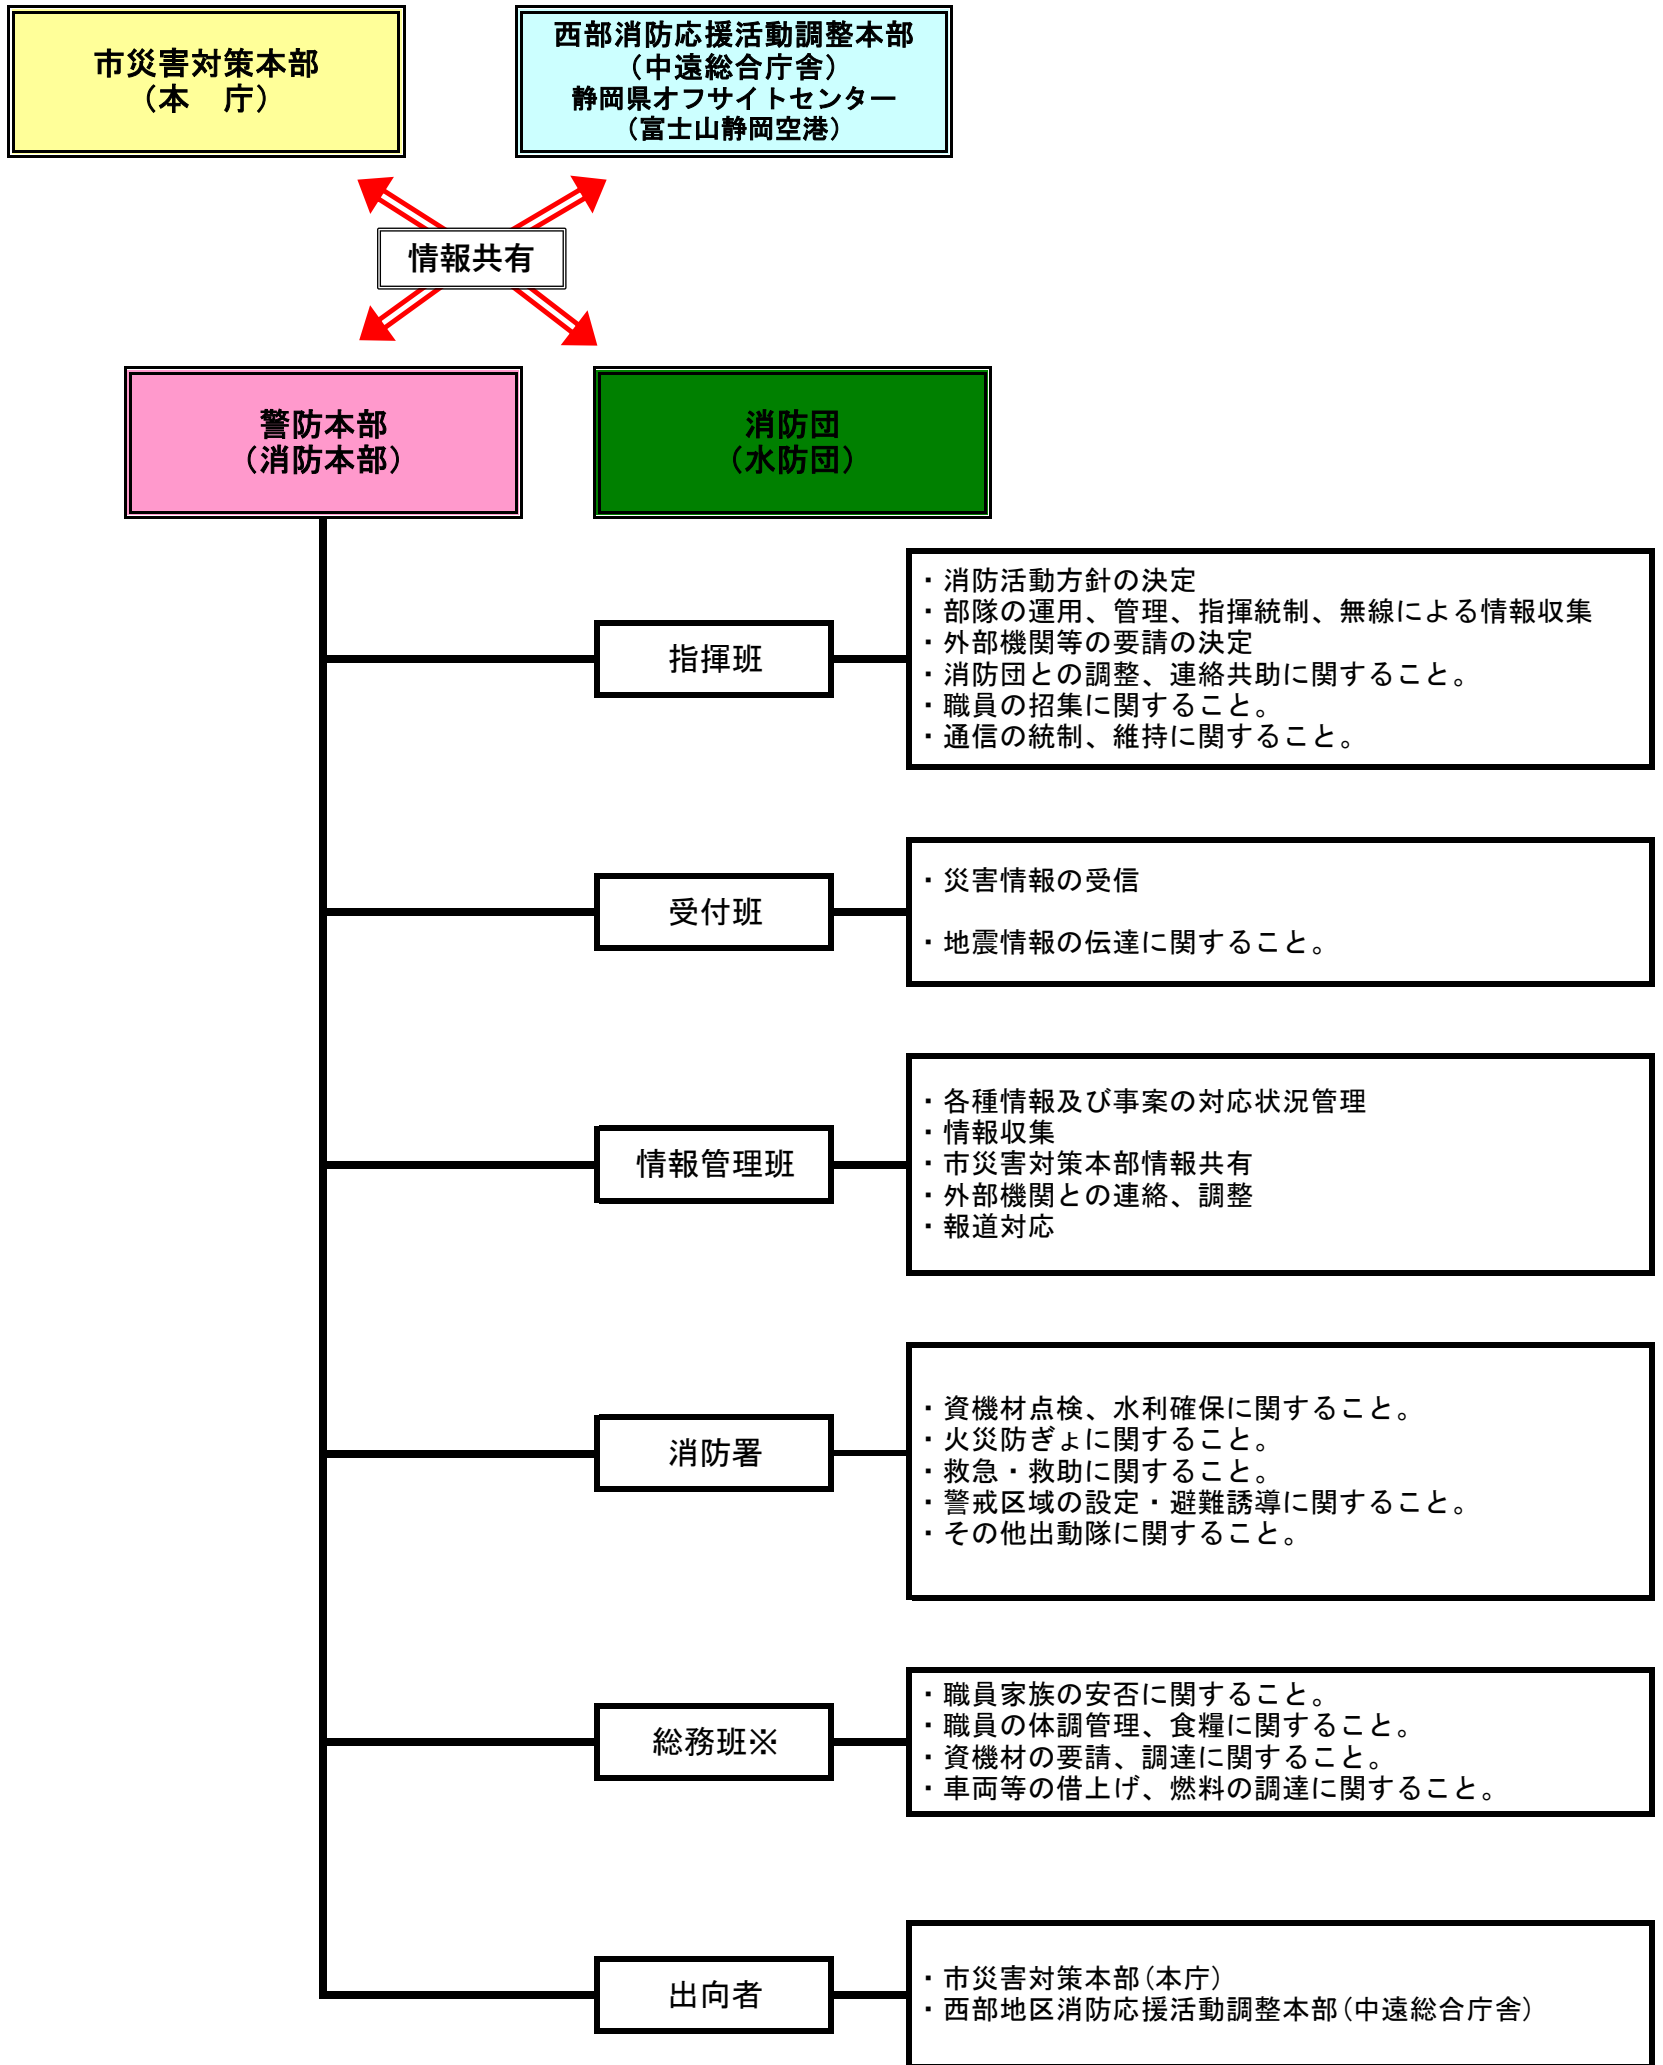 市災害対策本部
（本　庁）
西部消防応援活動調整本部
（中遠総合庁舎）
静岡県オフサイトセンター
（富士山静岡空港）
情報共有
警防本部
（消防本部）
消防団
（水防団）
指揮班
・消防活動方針の決定
・部隊の運用、管理、指揮統制、無線による情報収集
・外部機関等の要請の決定
・消防団との調整、連絡共助に関すること。
・職員の招集に関すること。
・通信の統制、維持に関すること。
受付班
・災害情報の受信
・地震情報の伝達に関すること。
情報管理班
・各種情報及び事案の対応状況管理
・情報収集
・市災害対策本部情報共有
・外部機関との連絡、調整
・報道対応
消防署
・資機材点検、水利確保に関すること。
・火災防ぎょに関すること。
・救急・救助に関すること。
・警戒区域の設定・避難誘導に関すること。
・その他出動隊に関すること。
総務班※
・職員家族の安否に関すること。
・職員の体調管理、食糧に関すること。
・資機材の要請、調達に関すること。
・車両等の借上げ、燃料の調達に関すること。
出向者
・市災害対策本部(本庁)
・西部地区消防応援活動調整本部(中遠総合庁舎)